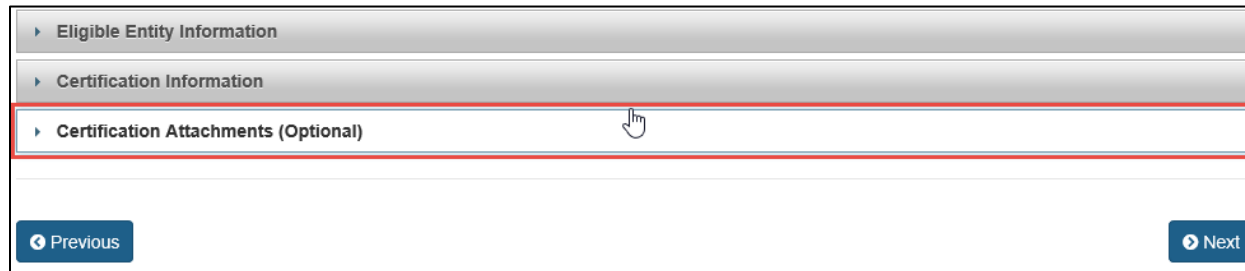 Eligible Entity Information
Certification Information
Certification Attachments (Optional)
Previous
Next